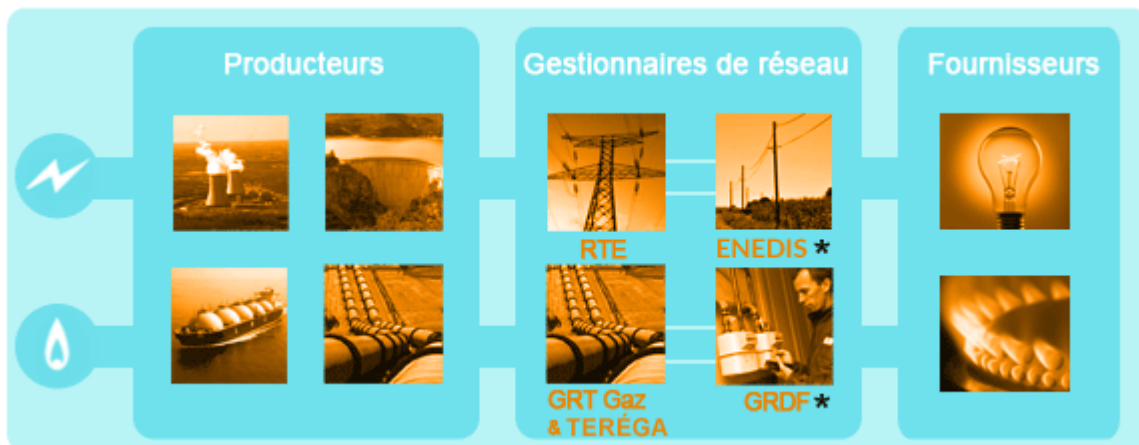 Producteurs
Gestionnaires de réseau
Fournisseurs
RTE
ENEDIS *
GRT Gaz
& TERÉGA
GRDF *